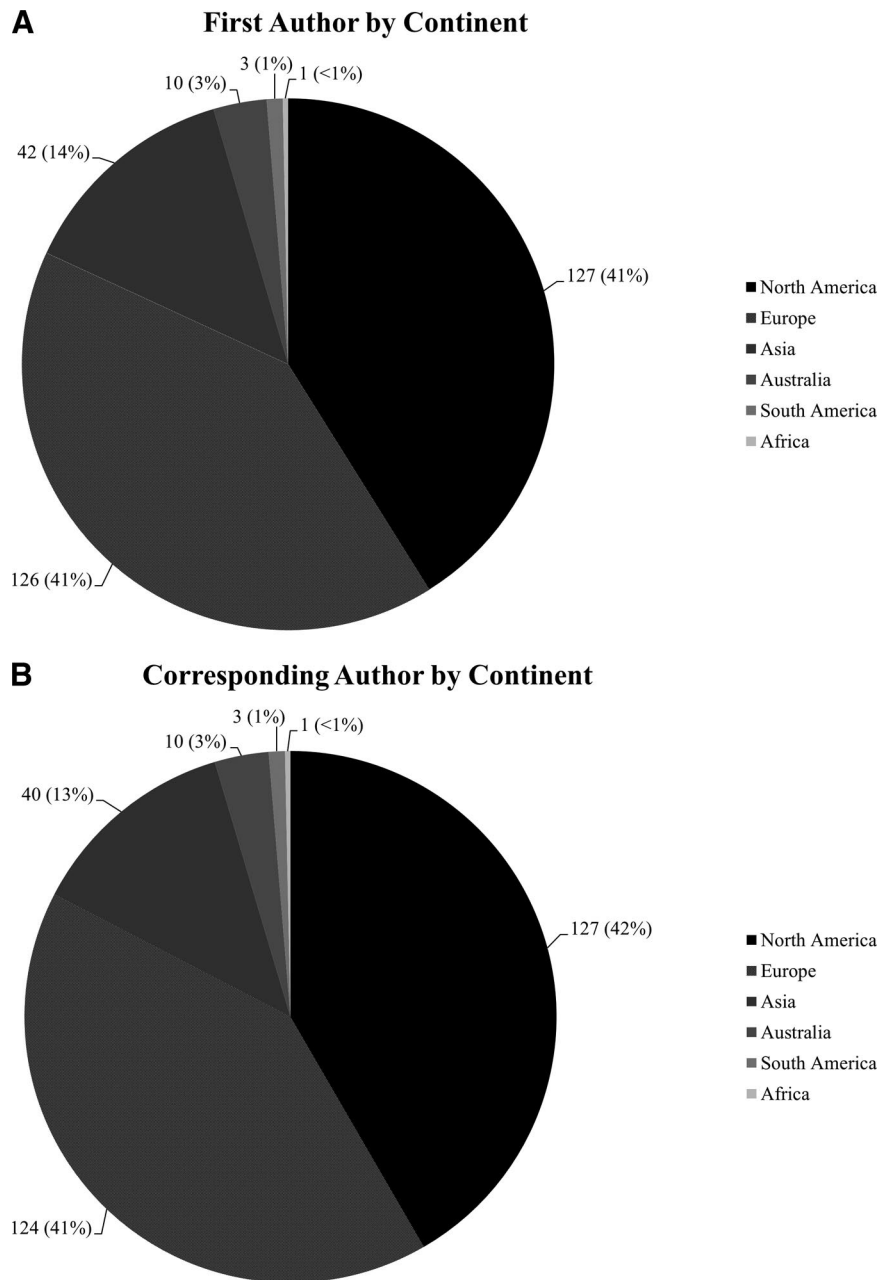 A
First Author by Continent
3 (1%)
1 (<1%)
10 (3%)
42 (14%)
127 (41%)
126 (41%)
North America
Europe
Asia
Australia
South America
Africa
B
Corresponding Author by Continent
3 (1%)
1 (<1%)
10 (3%)
40 (13%)
127 (42%)
124 (41%)
North America
Europe
Asia
Australia
South America
Africa